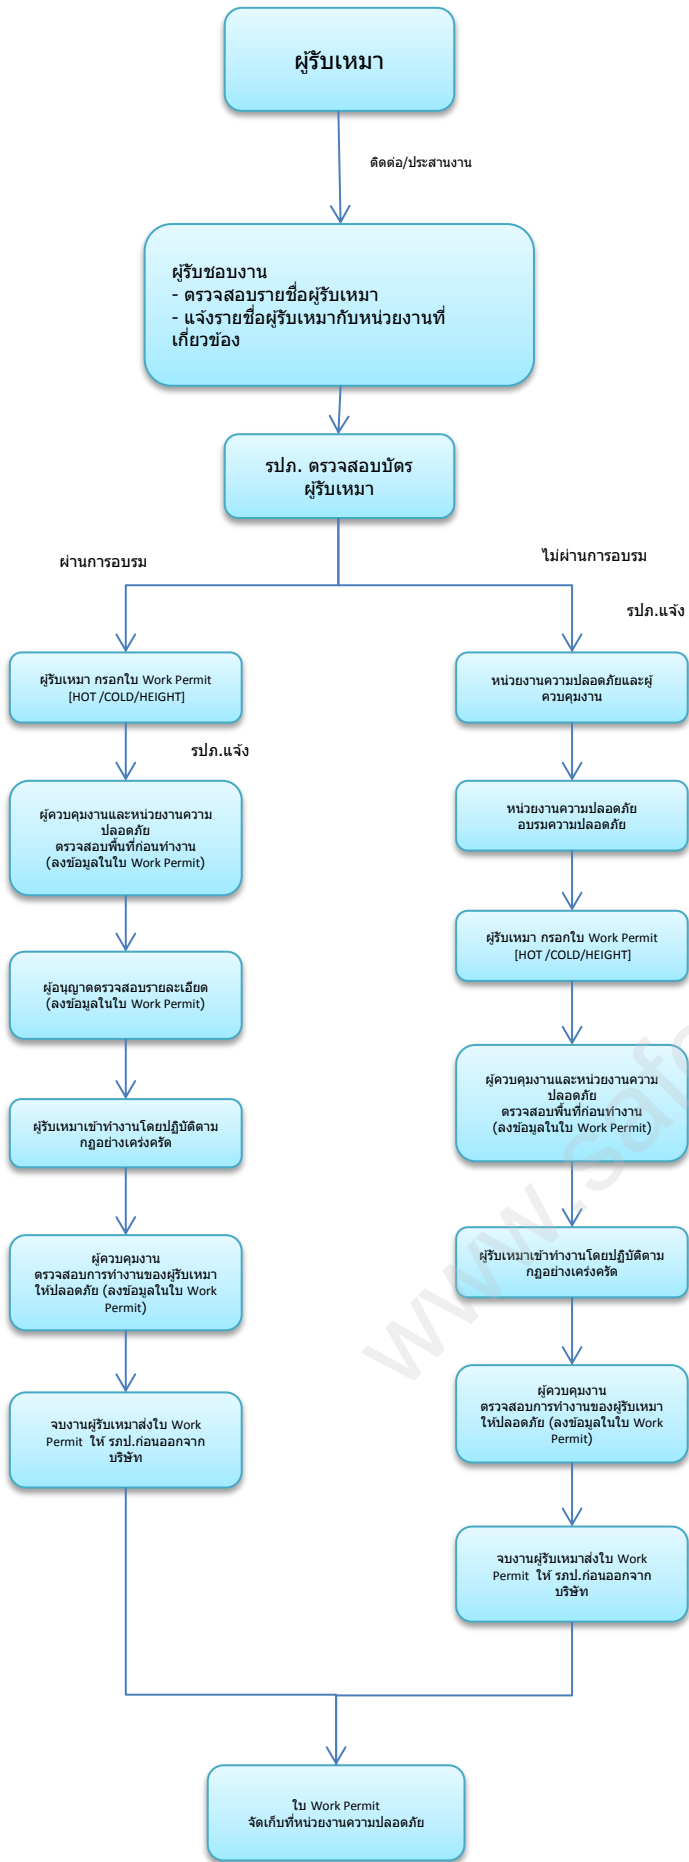 ผู้รับเหมา
ติดต่อ/ประสานงาน
ผู้รับชอบงาน
- ตรวจสอบรายชื่อผู้รับเหมา
- แจ้งรายชื่อผู้รับเหมากับหน่วยงานที่
เกี่ยวข้อง
รปภ. ตรวจสอบบัตร
ผู้รับเหมา
ผ่านการอบรม
ไม่ผ่านการอบรม
รปภ.แจ้ง
ผู้รับเหมา กรอกใบ Work Permit
[HOT /COLD/HEIGHT]
รปภ.แจ้ง
ผู้ควบคุมงานและหน่วยงานความ
ปลอดภัย
ตรวจสอบพื้นที่ก่อนทำงาน
(ลงข้อมูลในใบ Work Permit)
ผู้อนุญาตตรวจสอบรายละเอียด
(ลงข้อมูลในใบ Work Permit)
ผู้รับเหมาเข้าทำงานโดยปฏิบัติตาม
กฏอย่างเคร่งครัด
ผู้ควบคุมงาน
ตรวจสอบการทำงานของผู้รับเหมา
ให้ปลอดภัย (ลงข้อมูลในใบ Work
Permit)
จบงานผู้รับเหมาส่งใบ Work
Permit ให้ รภป.ก่อนออกจาก
บริษัท
หน่วยงานความปลอดภัยและผู้
ควบคุมงาน
หน่วยงานความปลอดภัย
อบรมความปลอดภัย
ผู้รับเหมา กรอกใบ Work Permit
[HOT /COLD/HEIGHT]
ผู้ควบคุมงานและหน่วยงานความ
ปลอดภัย
ตรวจสอบพื้นที่ก่อนทำงาน
(ลงข้อมูลในใบ Work Permit)
ผู้รับเหมาเข้าทำงานโดยปฏิบัติตาม
กฏอย่างเคร่งครัด
ผู้ควบคุมงาน
ตรวจสอบการทำงานของผู้รับเหมา
ให้ปลอดภัย (ลงข้อมูลในใบ Work
Permit)
จบงานผู้รับเหมาส่งใบ Work
Permit ให้ รภป.ก่อนออกจาก
บริษัท
ใบ Work Permit
จัดเก็บที่หน่วยงานความปลอดภัย